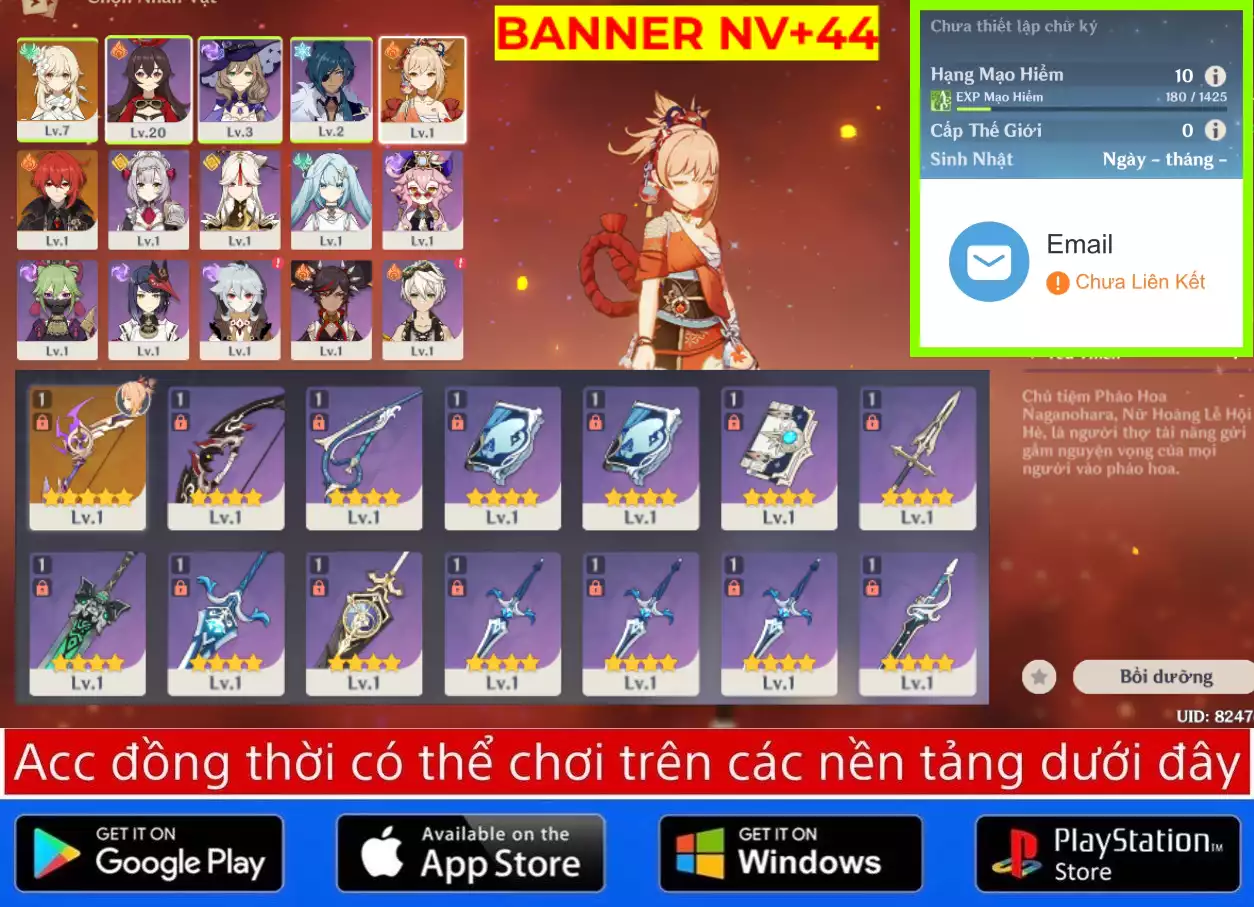 Chọn Nhân Vật
BANNER NV+44
Chưa thiết lập chữ ký
Hạng Mạo Hiểm 10
EXP Mạo Hiểm 180 / 1425
Cấp Thế Giới 0
Sinh Nhật Ngày - tháng -
Email
Chưa Liên Kết
Lv.7 Lv.20 Lv.3 Lv.2 Lv.1
Lv.1 Lv.1 Lv.1 Lv.1 Lv.1
Lv.1 Lv.1 Lv.1 Lv.1 Lv.1
1 1 1 1 1 1 1
Lv.1 Lv.1 Lv.1 Lv.1 Lv.1 Lv.1 Lv.1
1 1 1 1 1 1 1
Lv.1 Lv.1 Lv.1 Lv.1 Lv.1 Lv.1 Lv.1
Chủ tiệm Pháo Hoa
Naganohara, Nữ Hoàng Lễ Hội
Hè, là người thợ tài năng gửi
gắm nguyện vọng của mọi
người vào pháo hoa.
Bồi dưỡng
UID: 8247
Acc đồng thời có thể chơi trên các nền tảng dưới đây
GET IT ON
Google Play
Available on the
App Store
GET IT ON
Windows
PlayStation™
Store